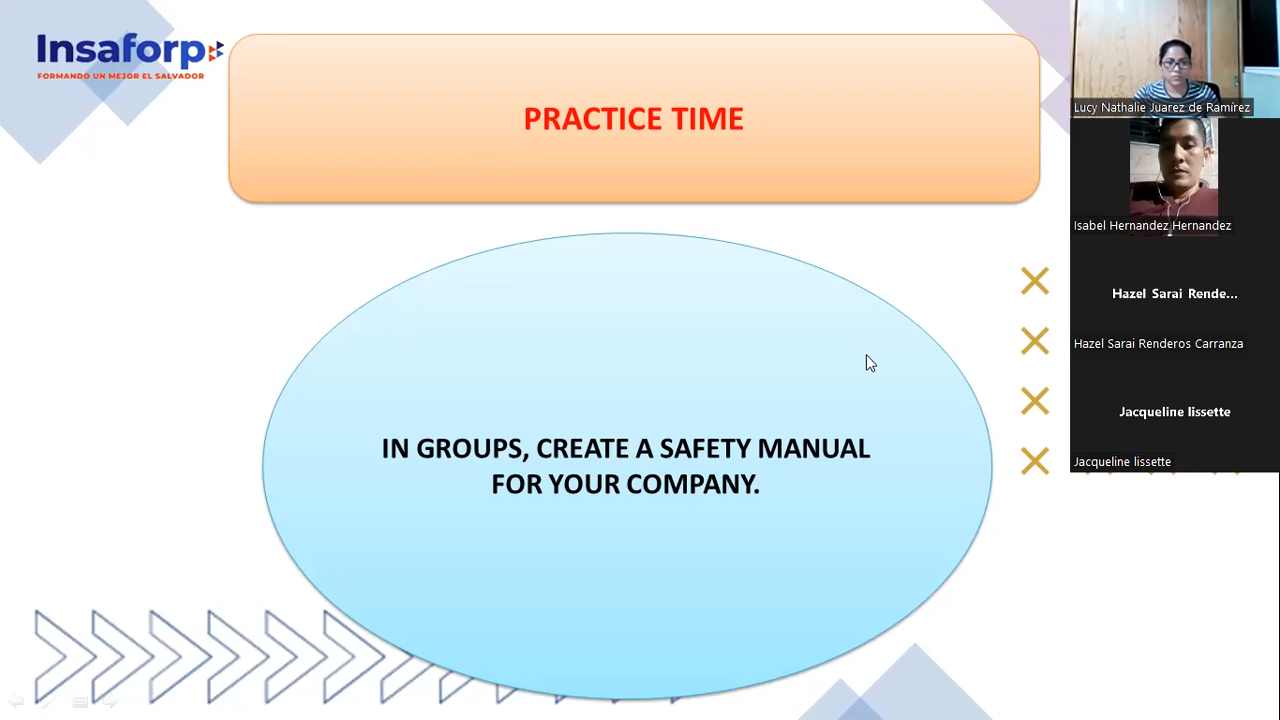 Insaforp
FORMANDO UN MEJOR EL SALVADOR
PRACTICE TIME
IN GROUPS, CREATE A SAFETY MANUAL
FOR YOUR COMPANY.
Lucy Nathalie Juarez de Ramírez
Isabel Hernandez Hernandez
Hazel Sarai Rende...
Hazel Sarai Renderos Carranza
Jacqueline lissette
Jacqueline lissette